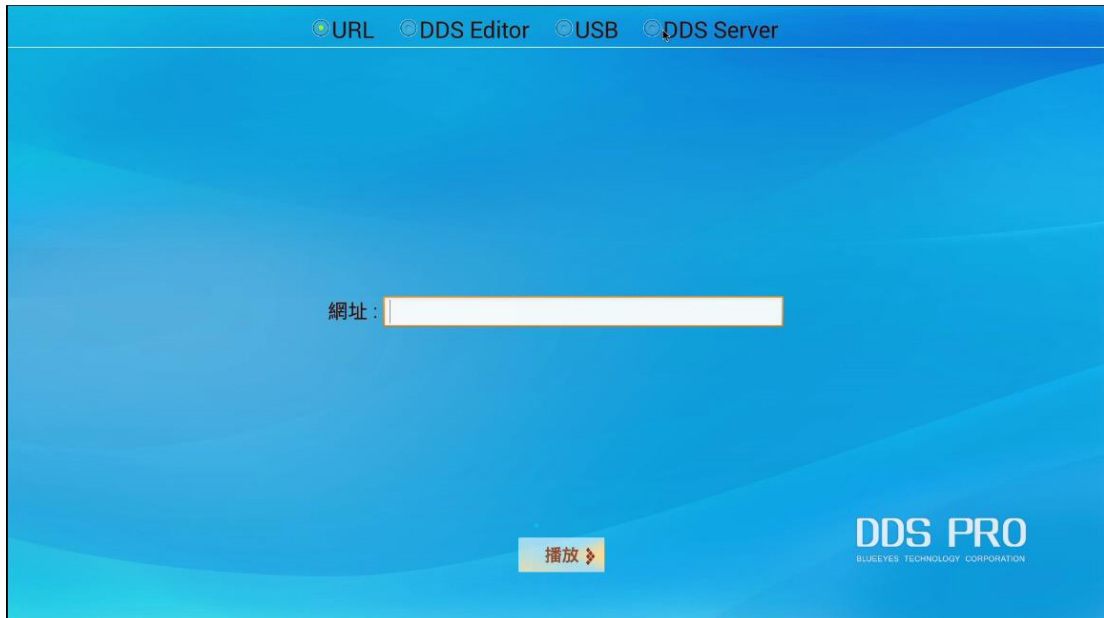 URL DDS Editor USB DDS Server
網址 :
播放
DDS PRO
BLUEEYES TECHNOLOGY CORPORATION